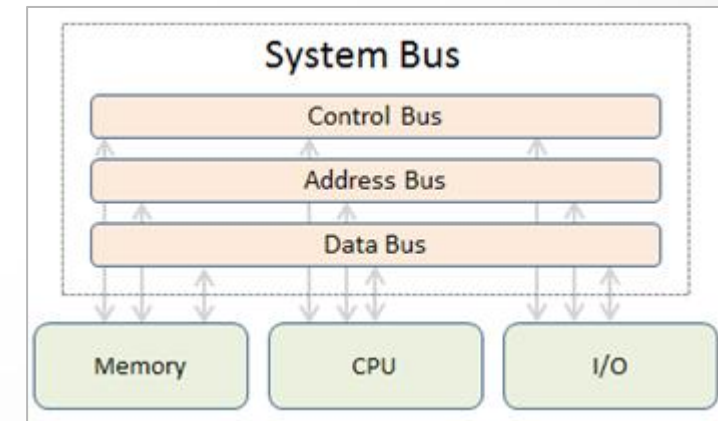 System Bus
Control Bus
Address Bus
Data Bus
Memory CPU I/O